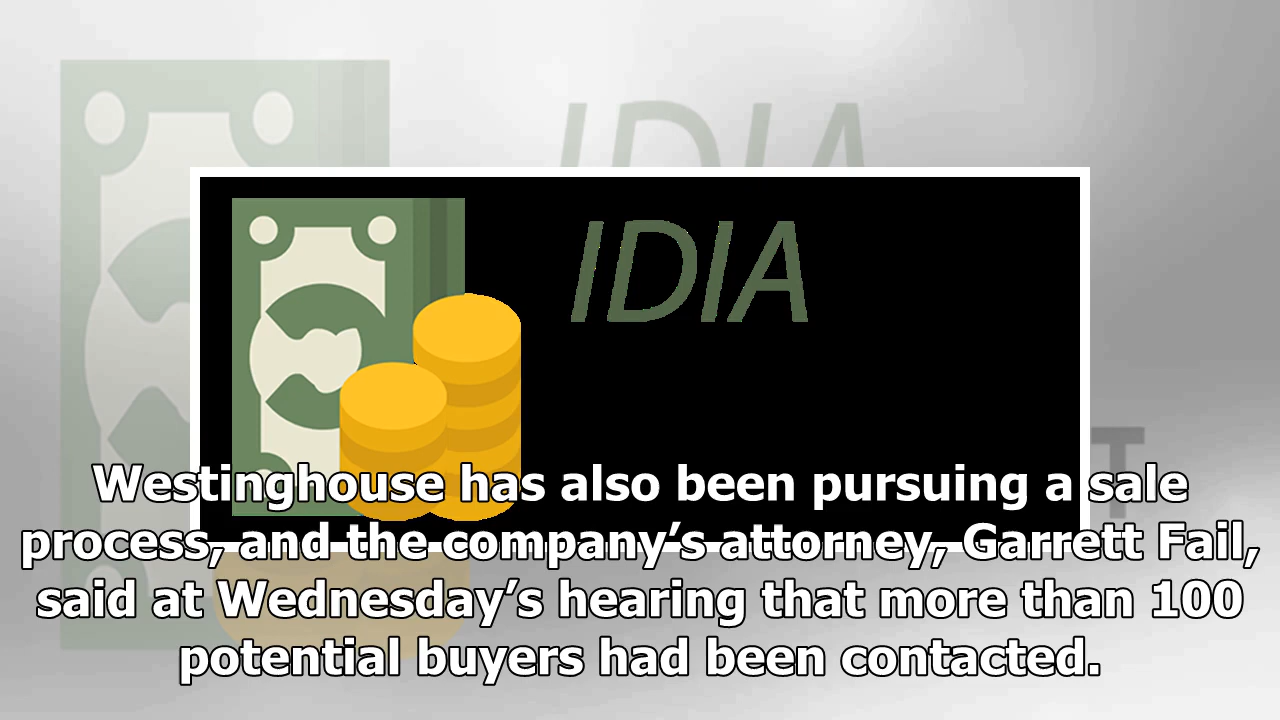 IDIA
IDIA
T
Westinghouse has also been pursuing a sale
process, and the company’s attorney, Garrett Fail,
said at Wednesday’s hearing that more than 100
potential buyers had been contacted.